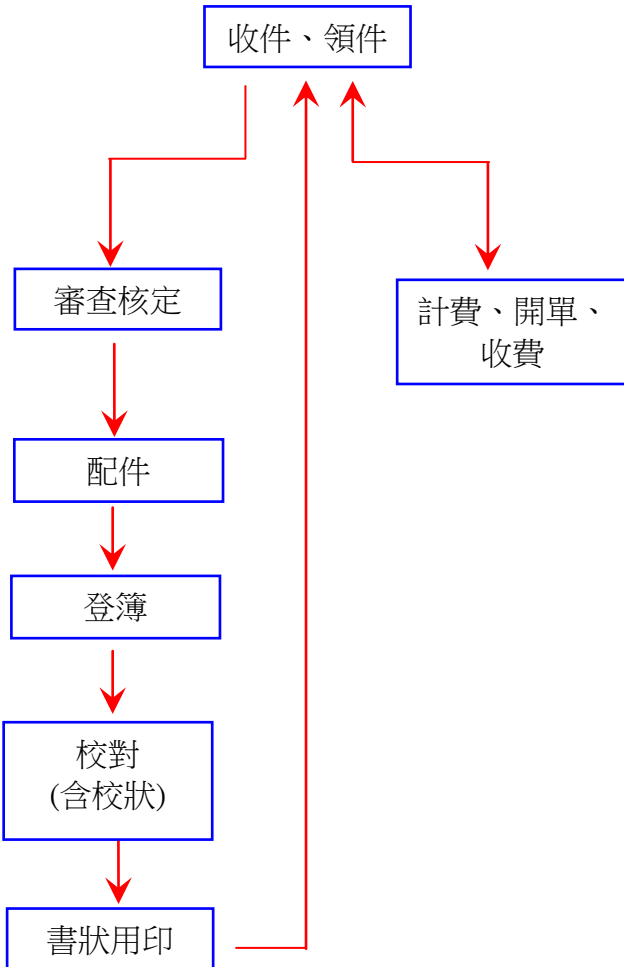 收件、領件
審查核定
計費、開單、
收費
配件
登簿
校對
(含校狀)
書狀用印